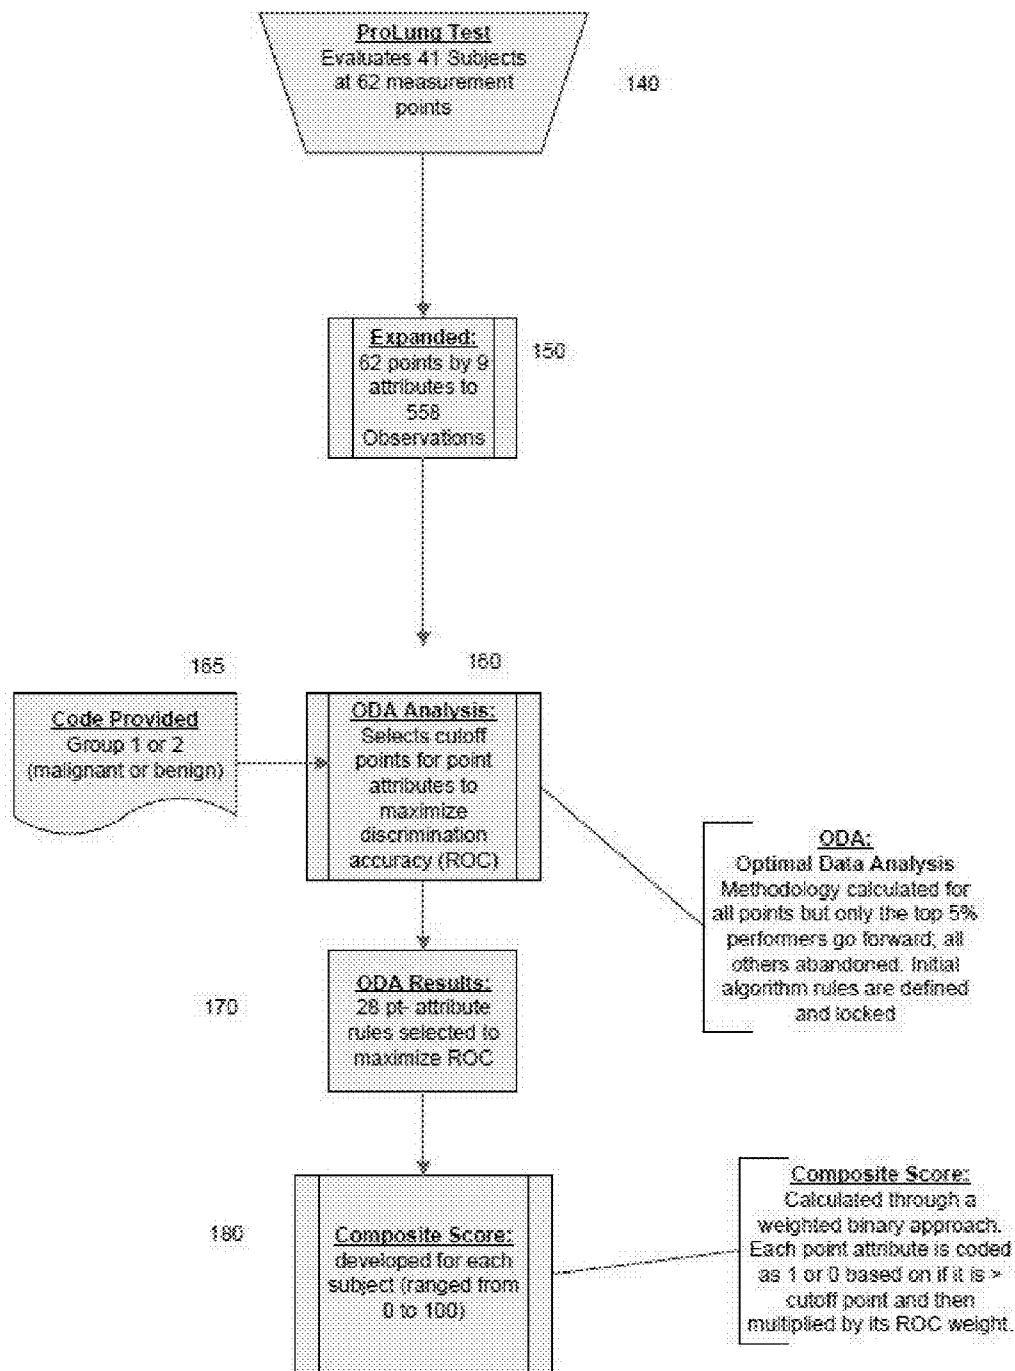 ProLung Test
Evaluates 41 Subjects
at 62 measurement
points
140
Expanded:
62 points by 9
attributes to
558
Observations
150
165
160
Code Provided
Group 1 or 2
(malignant or benign)
ODA Analysis:
Selects cutoff
points for point
attributes to
maximize
discrimination
accuracy (ROC)
ODA:
Optimal Data Analysis
Methodology calculated for
all points but only the top 5%
performers go forward; all
others abandoned. Initial
algorithm rules are defined
and locked
170
ODA Results:
28 pt- attribute
rules selected to
maximize ROC
180
Composite Score:
developed for each
subject (ranged from
0 to 100)
Composite Score:
Calculated through a
weighted binary approach.
Each point attribute is coded
as 1 or 0 based on if it is >
cutoff point and then
multiplied by its ROC weight.